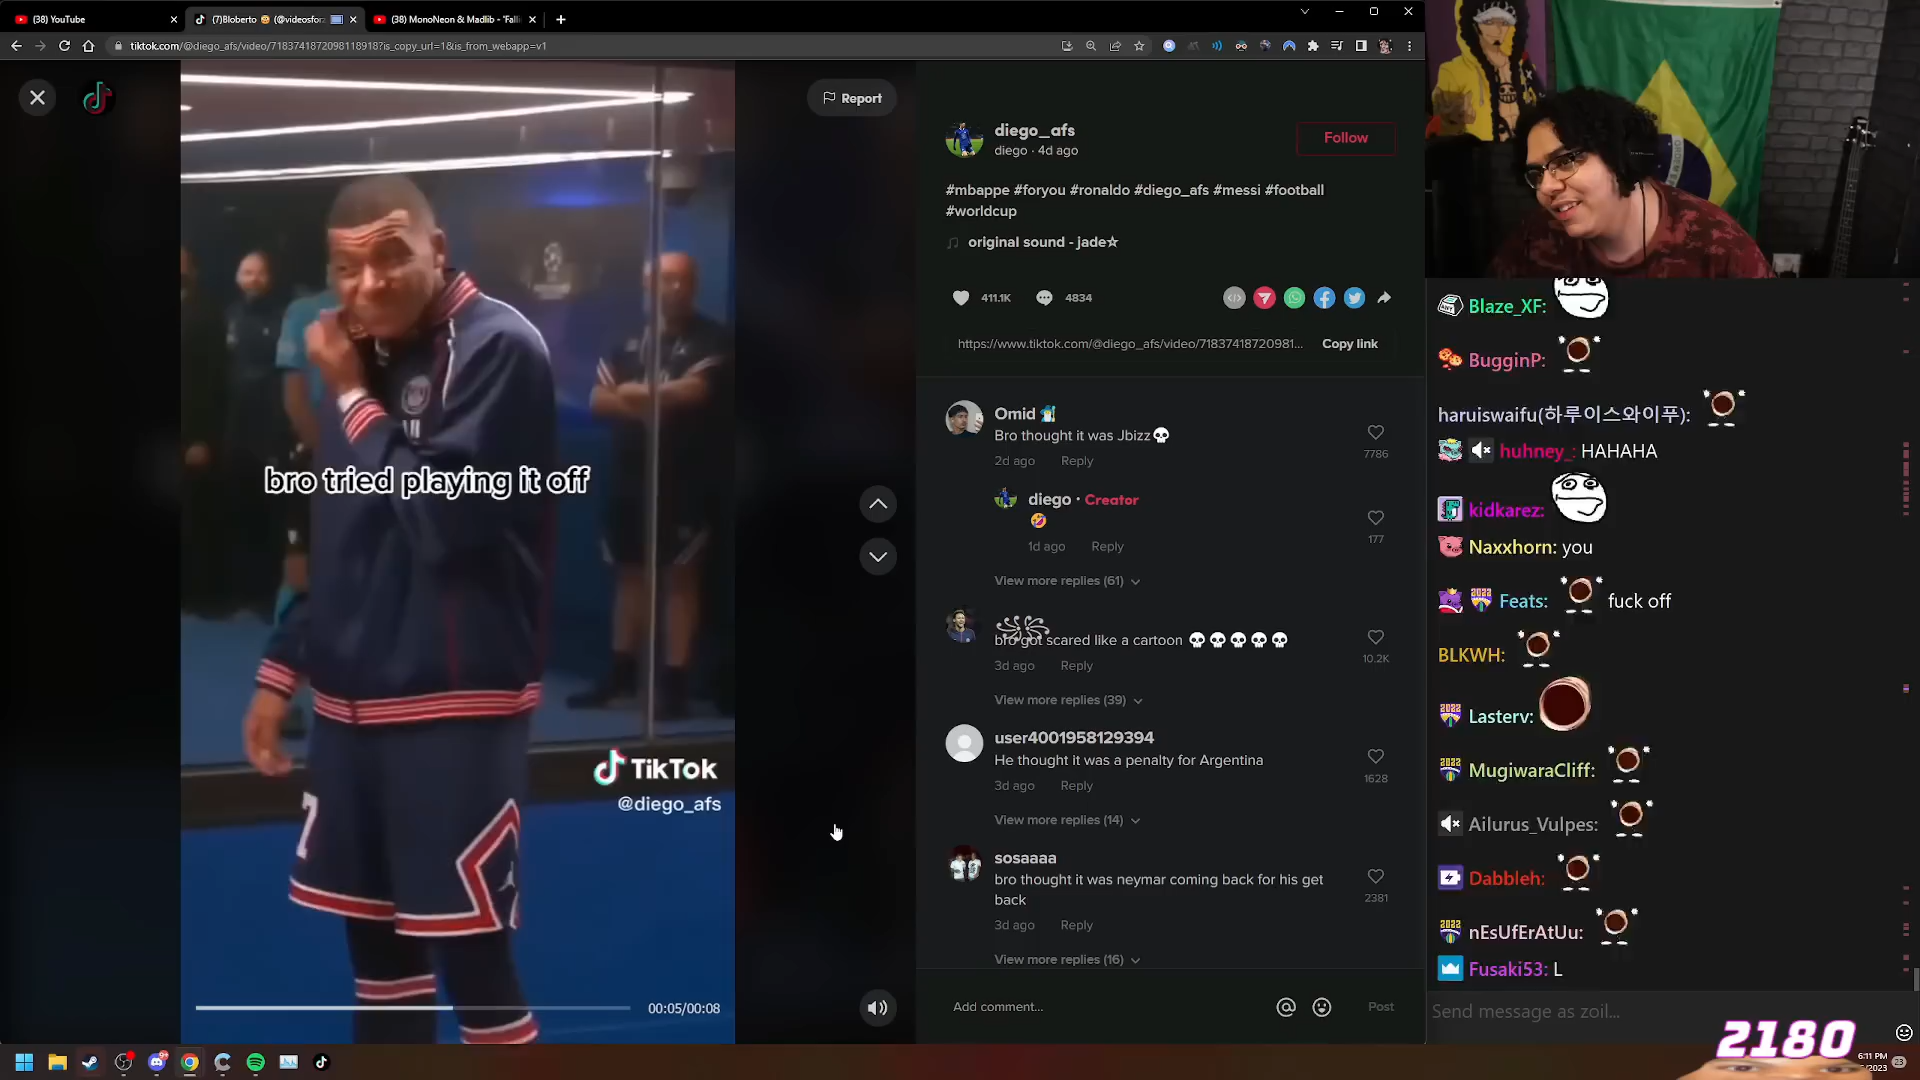 (38) YouTube
(7)Bloberto 🤓 (@videosfor
(38) MonoNeon & Madlib - 'Falli
tiktok.com/@diego_afs/video/7183741872098118918?is_copy_url=1&is_from_webapp=v1
Report
bro tried playing it off
7
TikTok
@diego_afs
00:05/00:08
diego_afs
diego · 4d ago
Follow
#mbappe #foryou #ronaldo #diego_afs #messi #football
#worldcup
original sound - jade☆
411.1K
4834
https://www.tiktok.com/@diego_afs/video/71837418720981...
Copy link
Omid
Bro thought it was Jbizz💀
7786
2d ago Reply
diego · Creator
🤣
177
1d ago Reply
View more replies (61)
bro got scared like a cartoon 💀💀💀💀💀
10.2K
3d ago Reply
View more replies (39)
user4001958129394
He thought it was a penalty for Argentina
1628
3d ago Reply
View more replies (14)
sosaaaa
bro thought it was neymar coming back for his get
back
2381
3d ago Reply
View more replies (16)
Add comment...
Post
Blaze_XF:
BugginP:
haruiswaifu(하루이스와이푸):
huhney_: HAHAHA
kidkarez:
Naxxhorn: you
Feats: fuck off
BLKWH:
Lasterv:
MugiwaraCliff:
Ailurus_Vulpes:
Dabbleh:
nEsUfErAtUu:
Fusaki53: L
Send message as zoil...
2180
6:11 PM